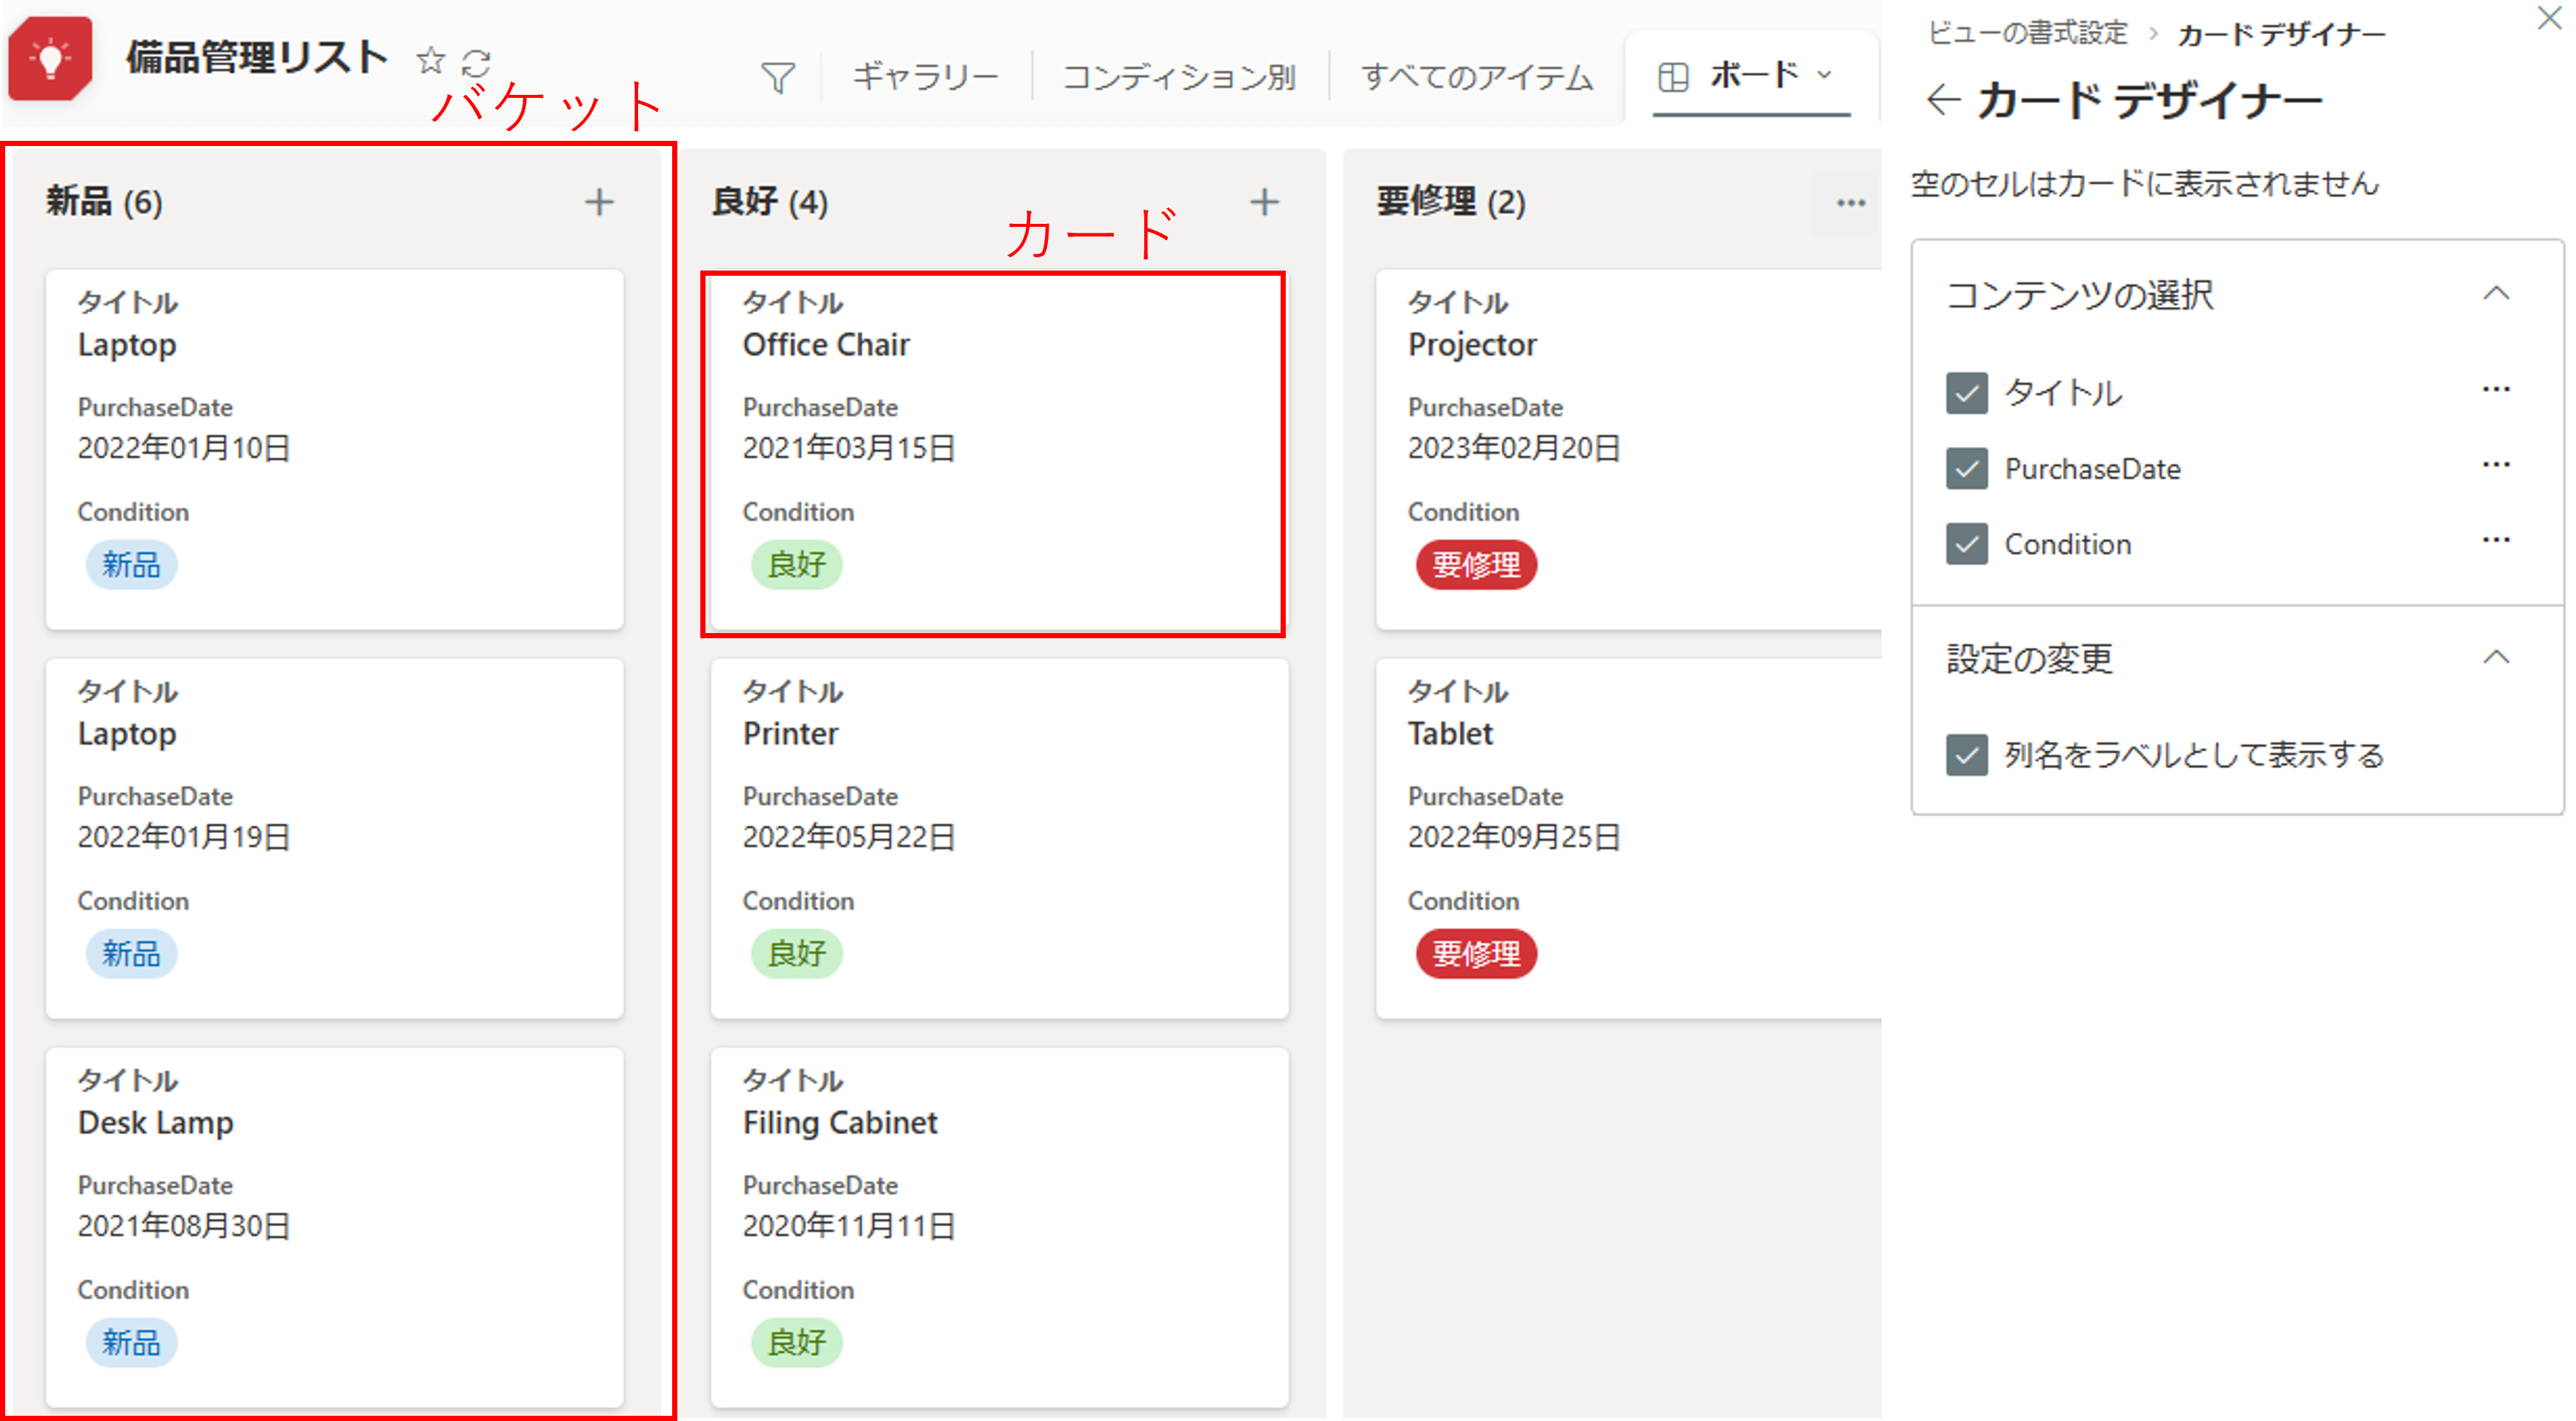 備品管理リスト
バケット
ギャラリー
コンディション別
すべてのアイテム
ボード
新品 (6)
タイトル
Laptop
PurchaseDate
2022年01月10日
Condition
新品
タイトル
Laptop
PurchaseDate
2022年01月19日
Condition
新品
タイトル
Desk Lamp
PurchaseDate
2021年08月30日
Condition
新品
良好 (4)
カード
タイトル
Office Chair
PurchaseDate
2021年03月15日
Condition
良好
タイトル
Printer
PurchaseDate
2022年05月22日
Condition
良好
タイトル
Filing Cabinet
PurchaseDate
2020年11月11日
Condition
良好
要修理 (2)
タイトル
Projector
PurchaseDate
2023年02月20日
Condition
要修理
タイトル
Tablet
PurchaseDate
2022年09月25日
Condition
要修理
ビューの書式設定 > カード デザイナー
カード デザイナー
空のセルはカードに表示されません
コンテンツの選択
タイトル
PurchaseDate
Condition
設定の変更
列名をラベルとして表示する